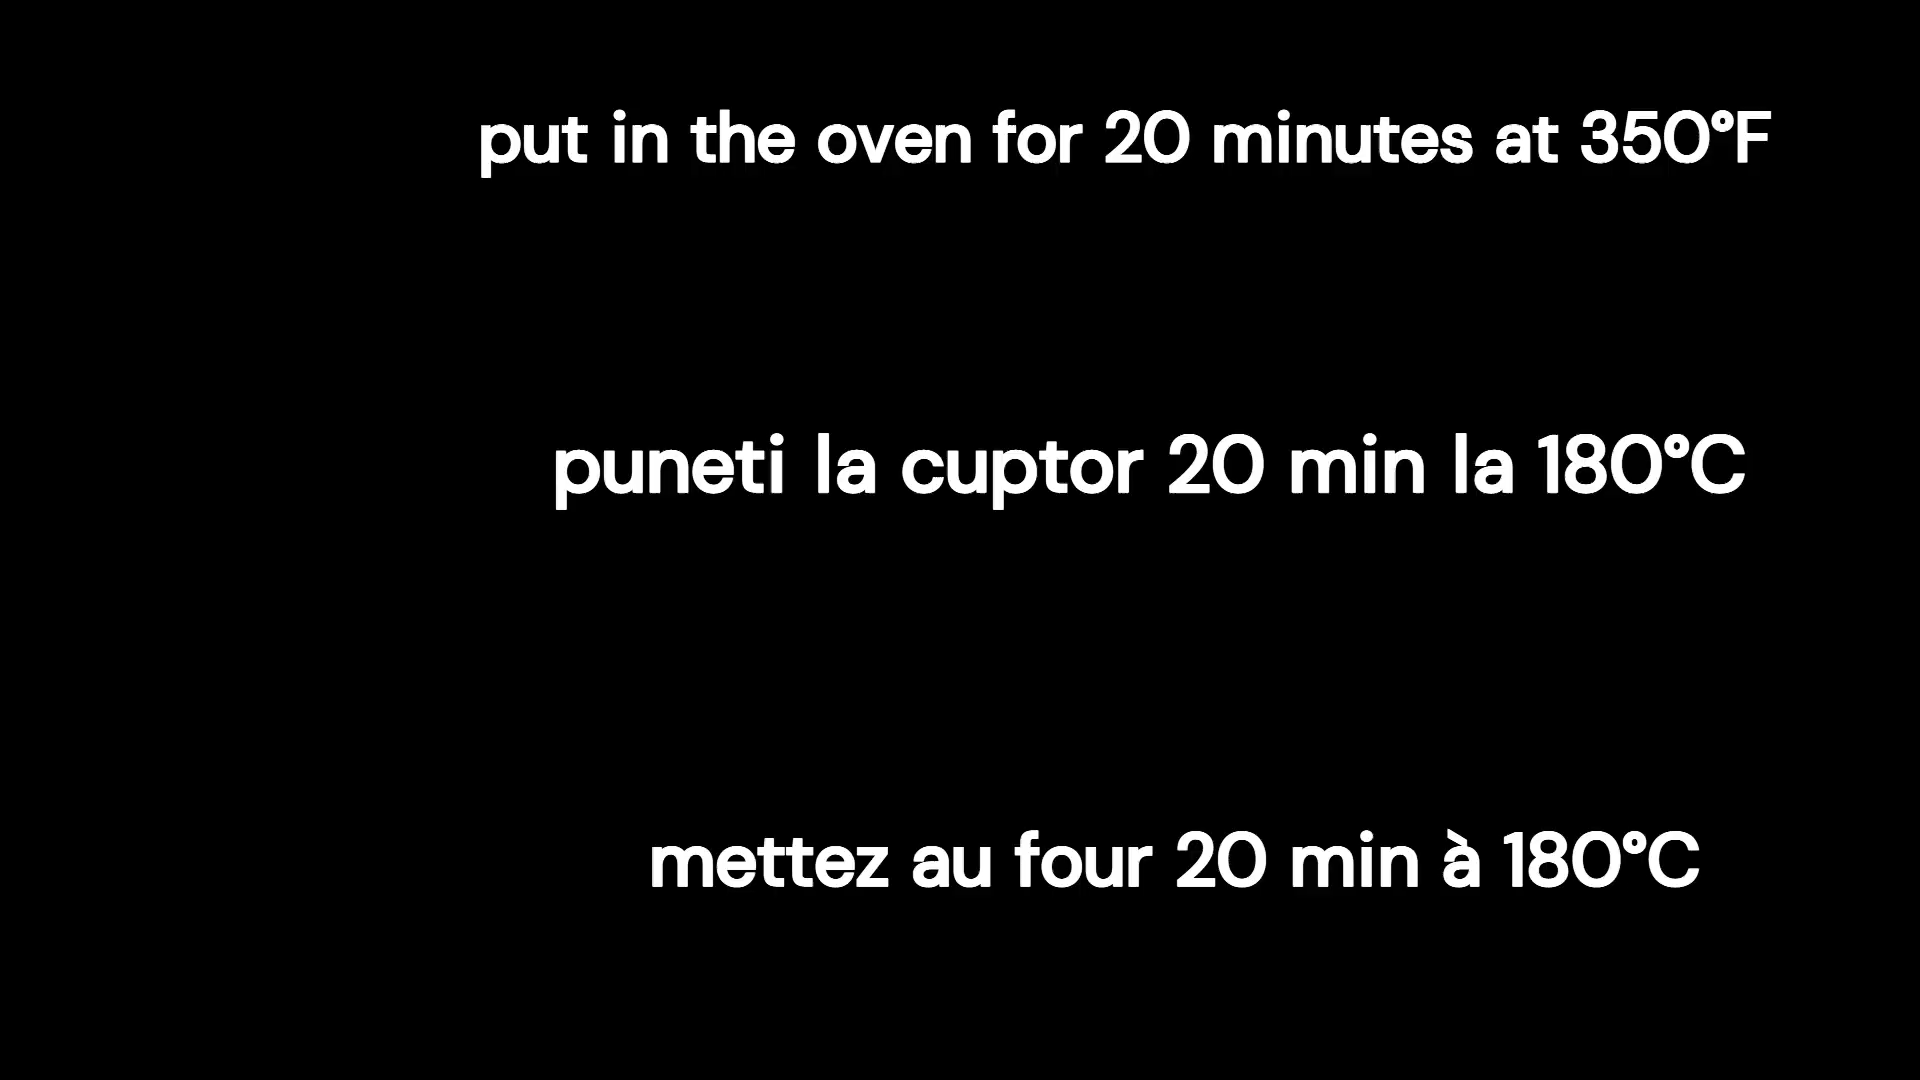 put in the oven for 20 minutes at 350°F
puneti la cuptor 20 min la 180°C
mettez au four 20 min à 180°C